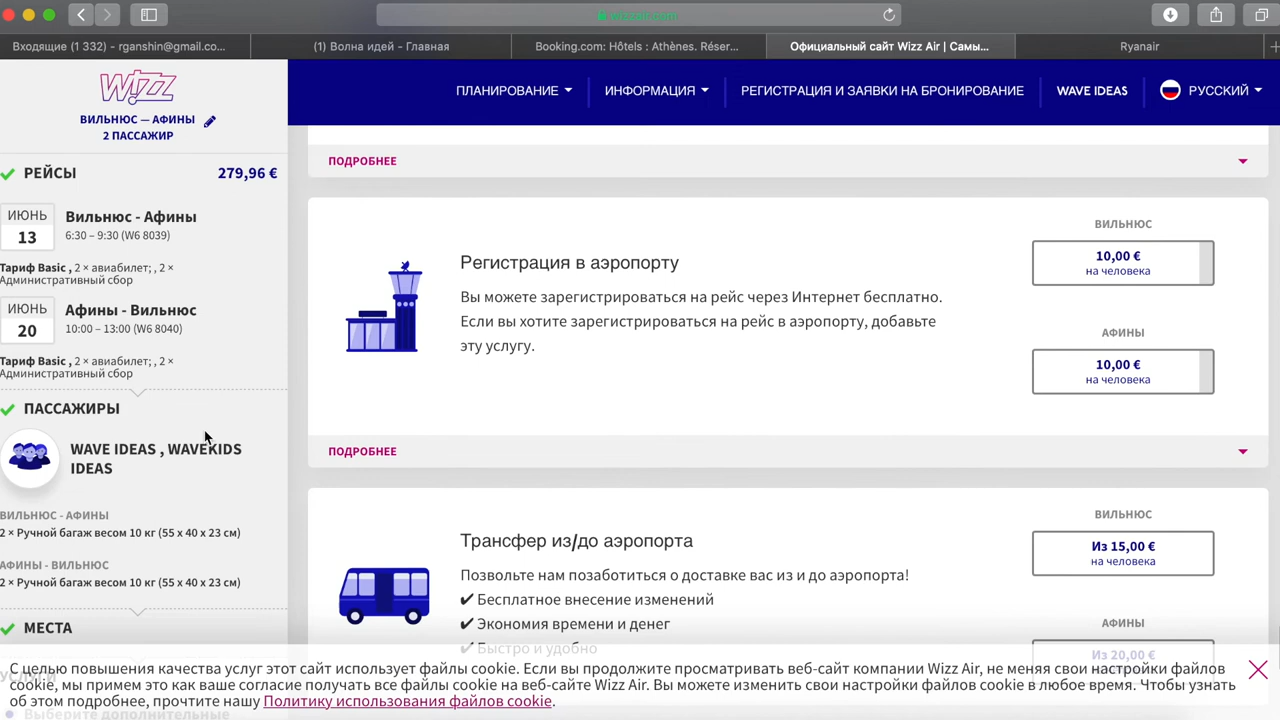 wizzair.com
Входящие (1 332) - rganshin@gmail.co...
(1) Волна идей - Главная
Booking.com: Hôtels : Athènes. Réser...
Официальный сайт Wizz Air | Самы...
Ryanair
WIZZ
ВИЛЬНЮС — АФИНЫ
2 ПАССАЖИР
ПЛАНИРОВАНИЕ
ИНФОРМАЦИЯ
РЕГИСТРАЦИЯ И ЗАЯВКИ НА БРОНИРОВАНИЕ
WAVE IDEAS
РУССКИЙ
РЕЙСЫ 279,96 €
ИЮНЬ
13
Вильнюс - Афины
6:30 – 9:30 (W6 8039)
Тариф Basic , 2 × авиабилет; , 2 ×
Административный сбор
ИЮНЬ
20
Афины - Вильнюс
10:00 – 13:00 (W6 8040)
Тариф Basic , 2 × авиабилет; , 2 ×
Административный сбор
ПАССАЖИРЫ
WAVE IDEAS , WAVEKIDS
IDEAS
ВИЛЬНЮС - АФИНЫ
2 × Ручной багаж весом 10 кг (55 x 40 x 23 см)
АФИНЫ - ВИЛЬНЮС
2 × Ручной багаж весом 10 кг (55 x 40 x 23 см)
МЕСТА
УСЛУГИ
Выберите дополнительные
ПОДРОБНЕЕ
Регистрация в аэропорту
Вы можете зарегистрироваться на рейс через Интернет бесплатно.
Если вы хотите зарегистрироваться на рейс в аэропорту, добавьте
эту услугу.
ВИЛЬНЮС
10,00 €
на человека
АФИНЫ
10,00 €
на человека
ПОДРОБНЕЕ
Трансфер из/до аэропорта
Позвольте нам позаботиться о доставке вас из и до аэропорта!
✔ Бесплатное внесение изменений
✔ Экономия времени и денег
✔ Быстро и удобно
ВИЛЬНЮС
Из 15,00 €
на человека
АФИНЫ
Из 20,00 €
С целью повышения качества услуг этот сайт использует файлы cookie. Если вы продолжите просматривать веб-сайт компании Wizz Air, не меняя свои настройки файлов
cookie, мы примем это как ваше согласие получать все файлы cookie на веб-сайте Wizz Air. Вы можете изменить свои настройки файлов cookie в любое время. Чтобы узнать
об этом подробнее, прочтите нашу Политику использования файлов cookie.